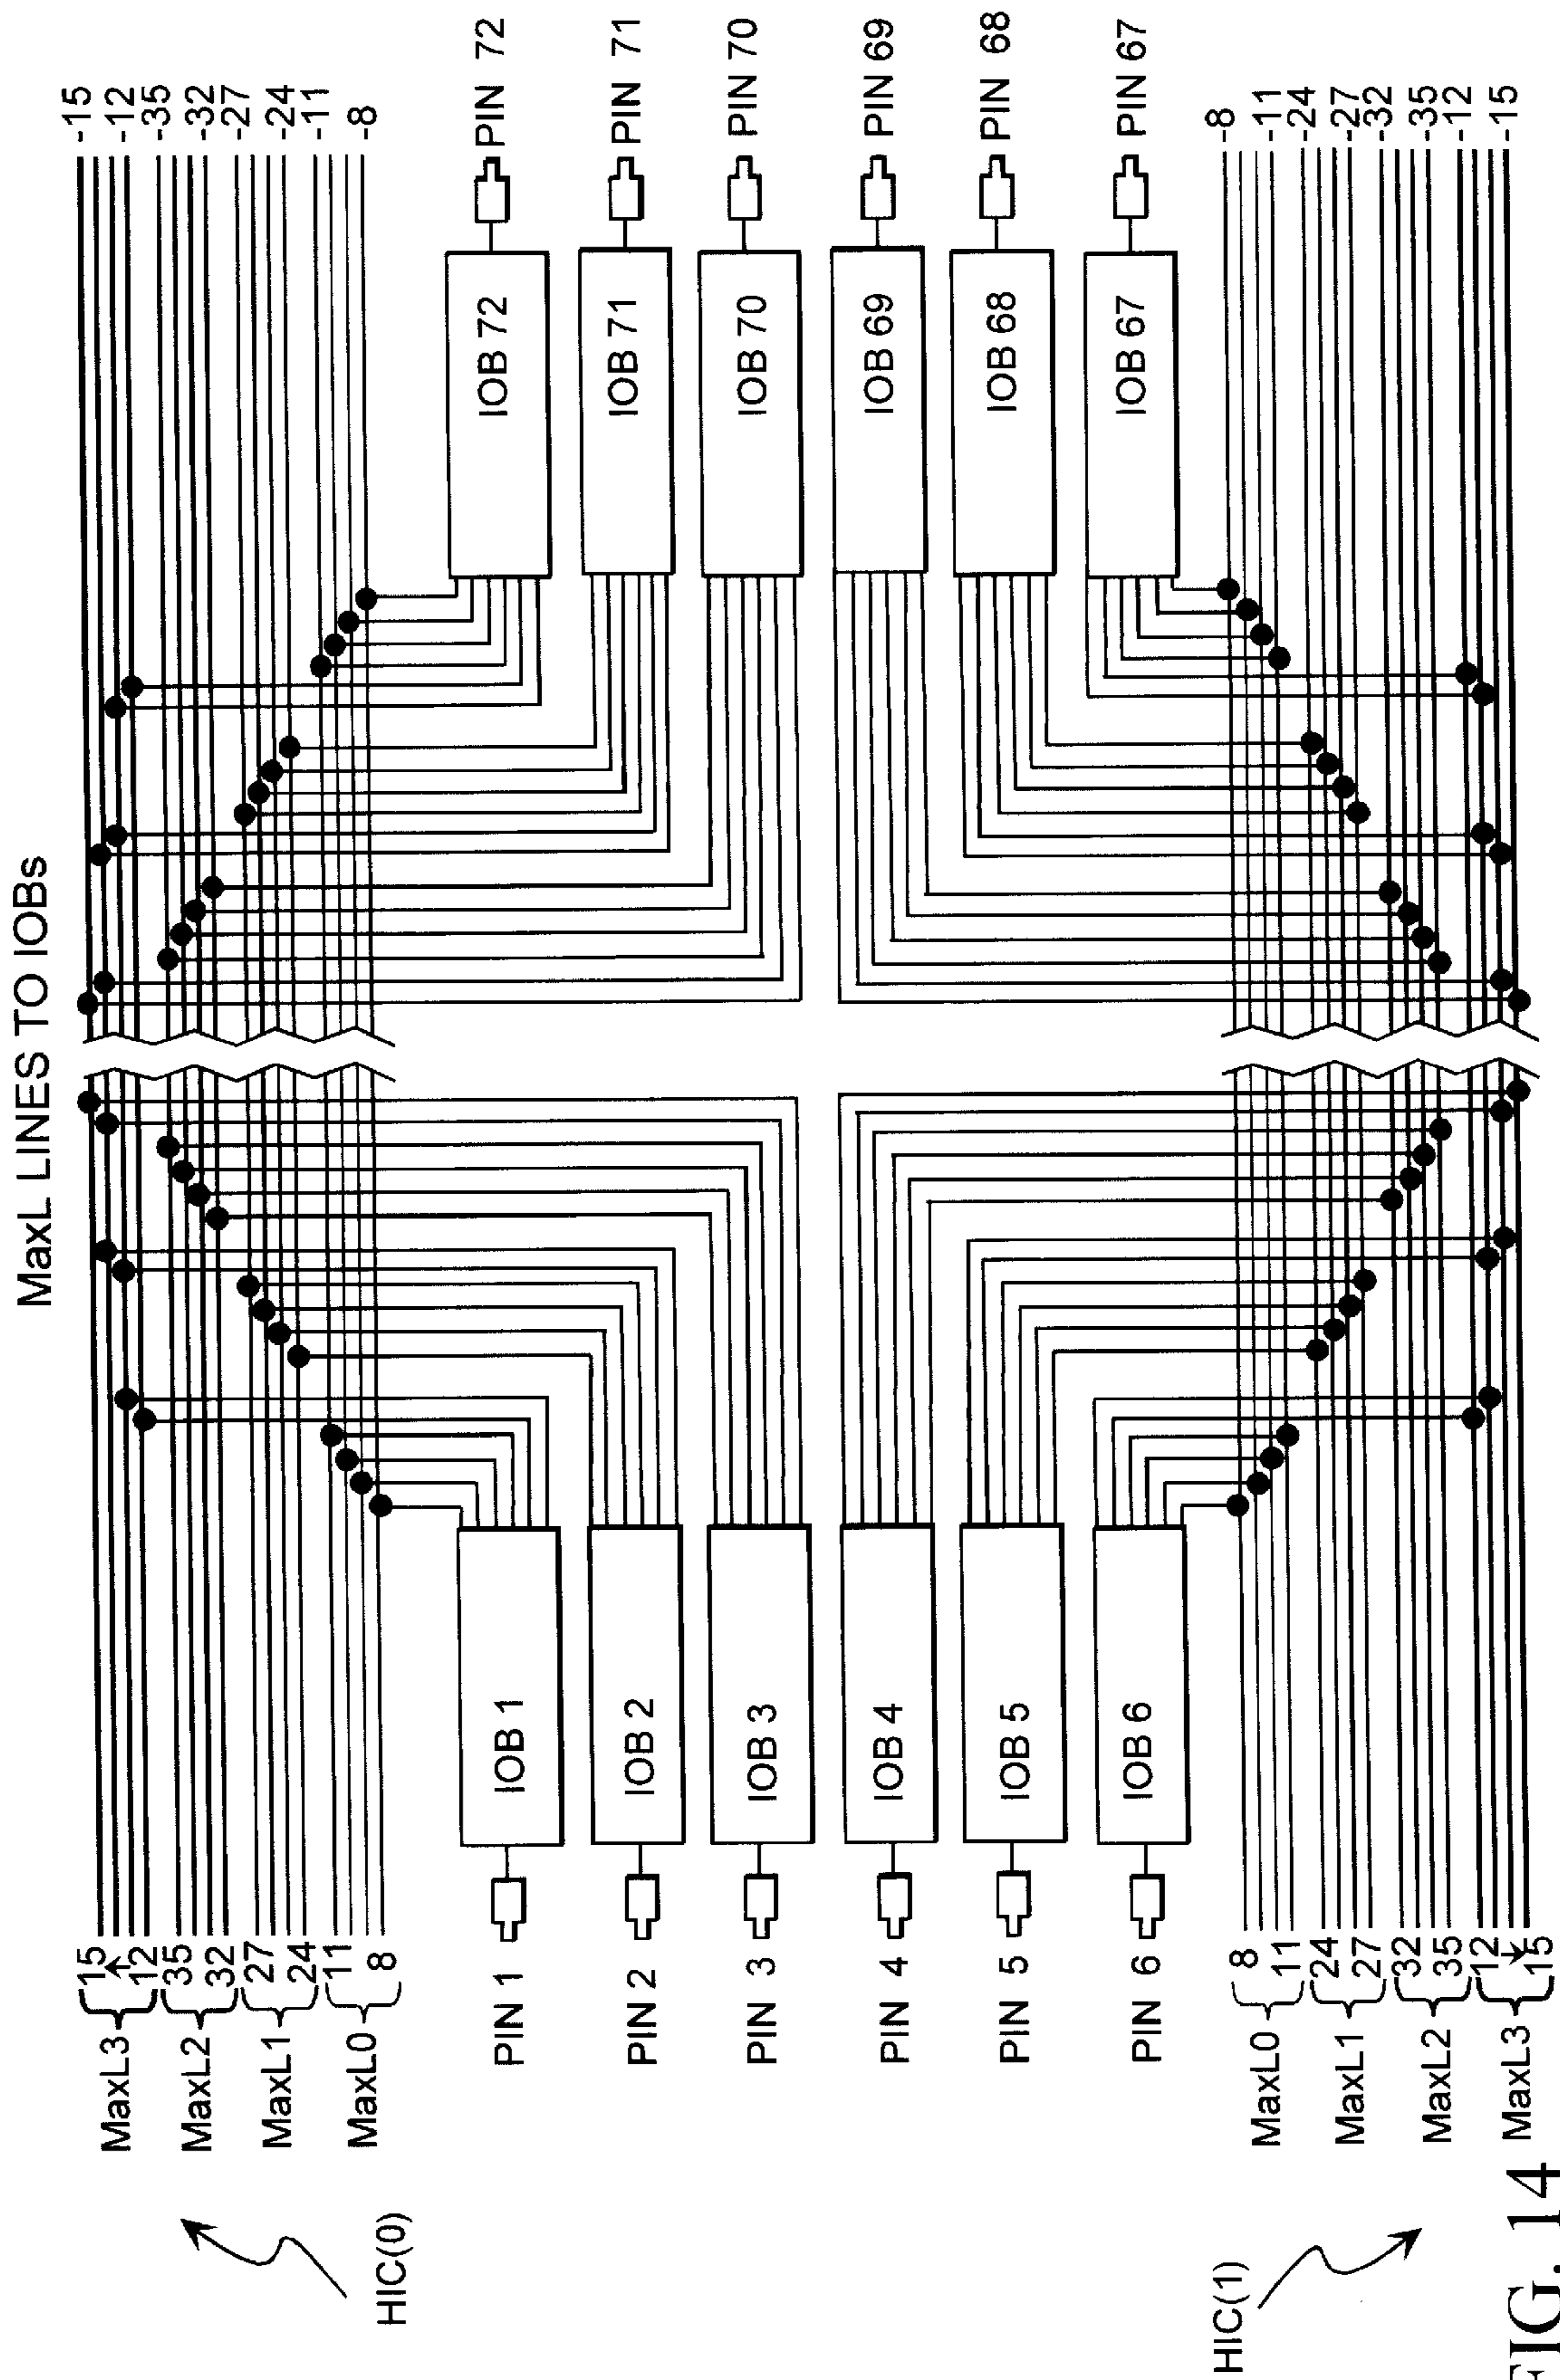 MaxL LINES TO IOBs
MaxL3
15
12
-15
-12
MaxL2
35
32
-35
-32
MaxL1
27
24
-27
-24
MaxL0
11
8
-11
-8
HIC(0)
PIN 1
IOB 1
IOB 72
PIN 72
PIN 2
IOB 2
IOB 71
PIN 71
PIN 3
IOB 3
IOB 70
PIN 70
PIN 4
IOB 4
IOB 69
PIN 69
PIN 5
IOB 5
IOB 68
PIN 68
PIN 6
IOB 6
IOB 67
PIN 67
HIC(1)
MaxL0
8
11
-8
-11
MaxL1
24
27
-24
-27
MaxL2
32
35
-32
-35
MaxL3
12
15
-12
-15
FIG. 14